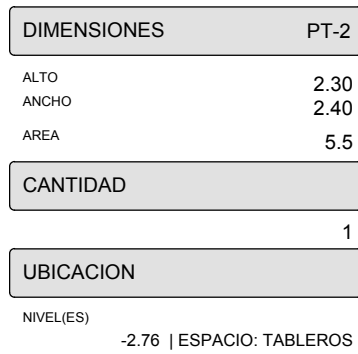 DIMENSIONES PT-2
ALTO 2.30
ANCHO 2.40
AREA 5.5
CANTIDAD
1
UBICACION
NIVEL(ES)
-2.76 | ESPACIO: TABLEROS